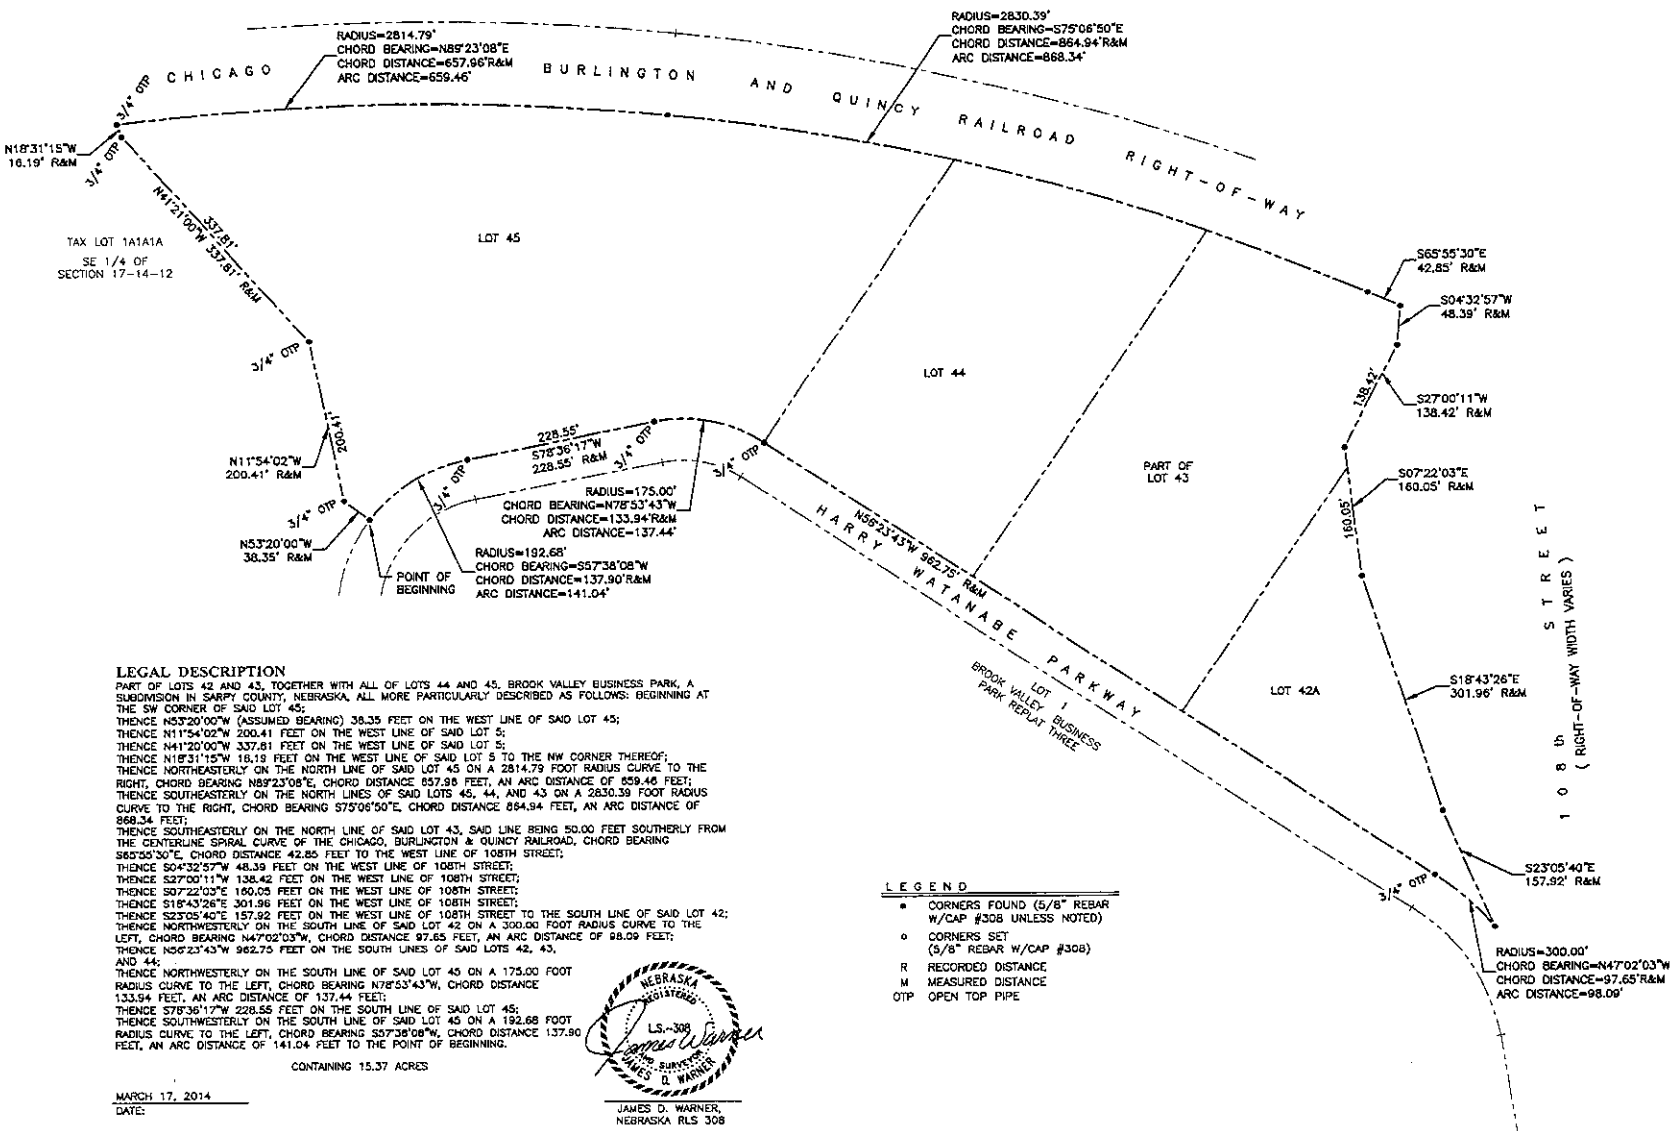 RADIUS=2814.79'
CHORD BEARING=N89°23'08"E
CHORD DISTANCE=657.96'R&M
ARC DISTANCE=659.46'
RADIUS=2830.39'
CHORD BEARING=S75°06'50"E
CHORD DISTANCE=864.94'R&M
ARC DISTANCE=868.34'
CHICAGO BURLINGTON AND QUINCY RAILROAD RIGHT-OF-WAY
3/4" OTP
N18°31'15"W
16.19' R&M
3/4" OTP
337.81'
N41°21'00"W 337.81' R&M
TAX LOT 1A1A1A
SE 1/4 OF
SECTION 17-14-12
LOT 45
S65°55'30"E
42.85' R&M
S04°32'57"W
48.39' R&M
3/4" OTP
LOT 44
138.42'
S27°00'11"W
138.42' R&M
200.41'
N11°54'02"W
200.41' R&M
228.55'
S78°36'17"W
228.55' R&M
3/4" OTP
3/4" OTP
3/4" OTP
PART OF
LOT 43
S07°22'03"E
160.05' R&M
160.05'
3/4" OTP
N53°20'00"W
38.35' R&M
RADIUS=175.00'
CHORD BEARING=N78°53'43"W
CHORD DISTANCE=133.94'R&M
ARC DISTANCE=137.44'
N56°23'43"W 962.75' R&M
HARRY WATANABE PARKWAY
POINT OF
BEGINNING
RADIUS=192.68'
CHORD BEARING=S57°38'08"W
CHORD DISTANCE=137.90'R&M
ARC DISTANCE=141.04'
108th STREET
(RIGHT-OF-WAY WIDTH VARIES)
LOT 1
BROOK VALLEY BUSINESS
PARK REPLAT THREE
LOT 42A
S18°43'26"E
301.96' R&M
S23°05'40"E
157.92' R&M
3/4" OTP
RADIUS=300.00'
CHORD BEARING=N47°02'03"W
CHORD DISTANCE=97.65'R&M
ARC DISTANCE=98.09'
LEGAL DESCRIPTION
PART OF LOTS 42 AND 43, TOGETHER WITH ALL OF LOTS 44 AND 45, BROOK VALLEY BUSINESS PARK, A
SUBDIVISION IN SARPY COUNTY, NEBRASKA, ALL MORE PARTICULARLY DESCRIBED AS FOLLOWS: BEGINNING AT
THE SW CORNER OF SAID LOT 45;
THENCE N53°20'00"W (ASSUMED BEARING) 38.35 FEET ON THE WEST LINE OF SAID LOT 45;
THENCE N11°54'02"W 200.41 FEET ON THE WEST LINE OF SAID LOT 5;
THENCE N41°20'00"W 337.81 FEET ON THE WEST LINE OF SAID LOT 5;
THENCE N18°31'15"W 16.19 FEET ON THE WEST LINE OF SAID LOT 5 TO THE NW CORNER THEREOF;
THENCE NORTHEASTERLY ON THE NORTH LINE OF SAID LOT 45 ON A 2814.79 FOOT RADIUS CURVE TO THE
RIGHT, CHORD BEARING N89°23'08"E, CHORD DISTANCE 657.96 FEET, AN ARC DISTANCE OF 659.46 FEET;
THENCE SOUTHEASTERLY ON THE NORTH LINES OF SAID LOTS 45, 44, AND 43 ON A 2830.39 FOOT RADIUS
CURVE TO THE RIGHT, CHORD BEARING S75°06'50"E, CHORD DISTANCE 864.94 FEET, AN ARC DISTANCE OF
868.34 FEET;
THENCE SOUTHEASTERLY ON THE NORTH LINE OF SAID LOT 43, SAID LINE BEING 50.00 FEET SOUTHERLY FROM
THE CENTERLINE SPIRAL CURVE OF THE CHICAGO, BURLINGTON & QUINCY RAILROAD, CHORD BEARING
S65°55'30"E, CHORD DISTANCE 42.85 FEET TO THE WEST LINE OF 108TH STREET;
THENCE S04°32'57"W 48.39 FEET ON THE WEST LINE OF 108TH STREET;
THENCE S27°00'11"W 138.42 FEET ON THE WEST LINE OF 108TH STREET;
THENCE S07°22'03"E 160.05 FEET ON THE WEST LINE OF 108TH STREET;
THENCE S18°43'26"E 301.96 FEET ON THE WEST LINE OF 108TH STREET;
THENCE S23°05'40"E 157.92 FEET ON THE WEST LINE OF 108TH STREET TO THE SOUTH LINE OF SAID LOT 42;
THENCE NORTHWESTERLY ON THE SOUTH LINE OF SAID LOT 42 ON A 300.00 FOOT RADIUS CURVE TO THE
LEFT, CHORD BEARING N47°02'03"W, CHORD DISTANCE 97.65 FEET, AN ARC DISTANCE OF 98.09 FEET;
THENCE N56°23'43"W 962.75 FEET ON THE SOUTH LINES OF SAID LOTS 42, 43,
AND 44;
THENCE NORTHWESTERLY ON THE SOUTH LINE OF SAID LOT 45 ON A 175.00 FOOT
RADIUS CURVE TO THE LEFT, CHORD BEARING N78°53'43"W, CHORD DISTANCE
133.94 FEET, AN ARC DISTANCE OF 137.44 FEET;
THENCE S78°36'17"W 228.55 FEET ON THE SOUTH LINE OF SAID LOT 45;
THENCE SOUTHWESTERLY ON THE SOUTH LINE OF SAID LOT 45 ON A 192.68 FOOT
RADIUS CURVE TO THE LEFT, CHORD BEARING S57°38'08"W, CHORD DISTANCE 137.90
FEET, AN ARC DISTANCE OF 141.04 FEET TO THE POINT OF BEGINNING.
CONTAINING 15.37 ACRES
MARCH 17, 2014
DATE:
NEBRASKA
REGISTERED
L.S.-308
James Warner
LAND SURVEYOR
JAMES D. WARNER
JAMES D. WARNER,
NEBRASKA RLS 308
LEGEND
CORNERS FOUND (5/8" REBAR
W/CAP #308 UNLESS NOTED)
CORNERS SET
(5/8" REBAR W/CAP #308)
R RECORDED DISTANCE
M MEASURED DISTANCE
OTP OPEN TOP PIPE